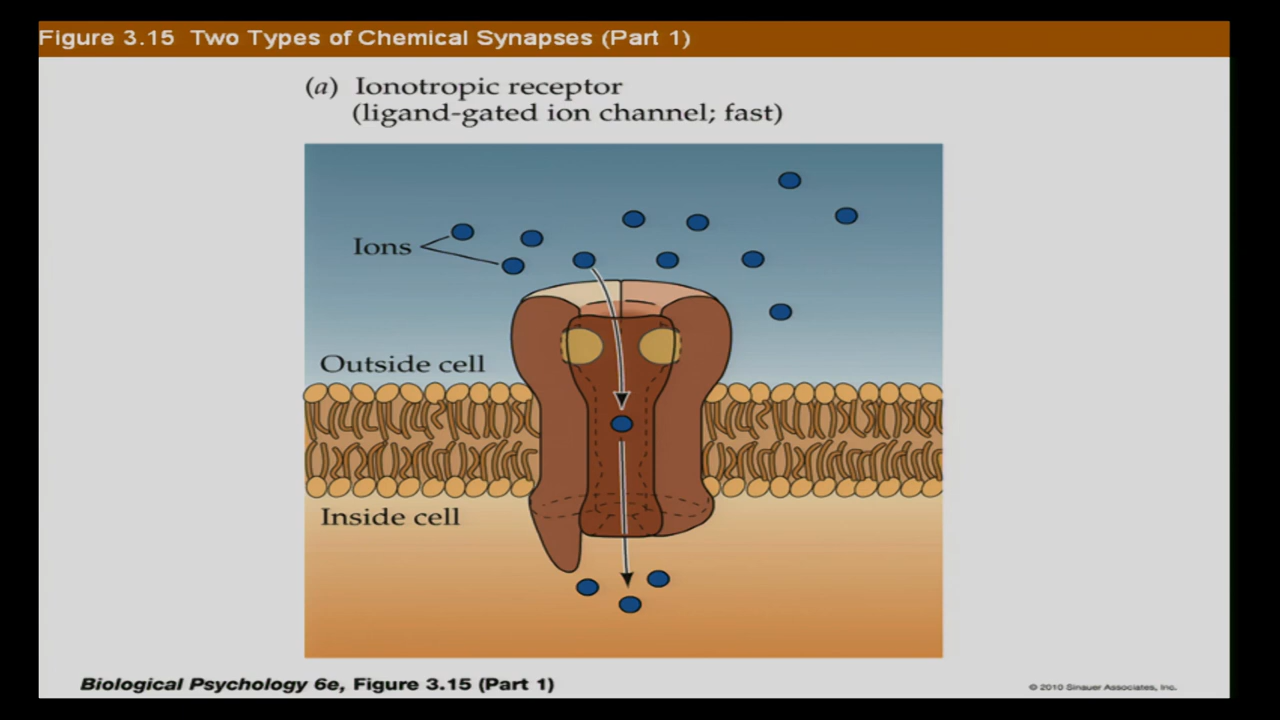 Figure 3.15 Two Types of Chemical Synapses (Part 1)
(a) Ionotropic receptor
(ligand-gated ion channel; fast)
Ions
Outside cell
Inside cell
Biological Psychology 6e, Figure 3.15 (Part 1)
© 2010 Sinauer Associates, Inc.